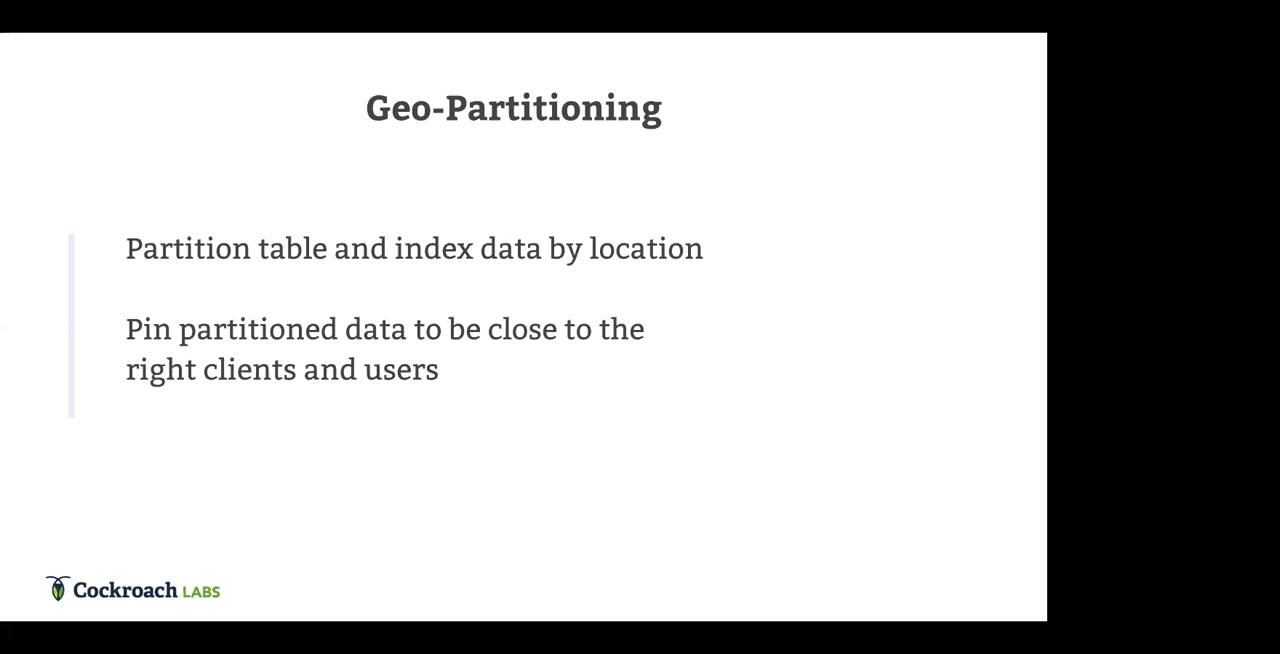 Geo-Partitioning
Partition table and index data by location
Pin partitioned data to be close to the
right clients and users
Cockroach LABS